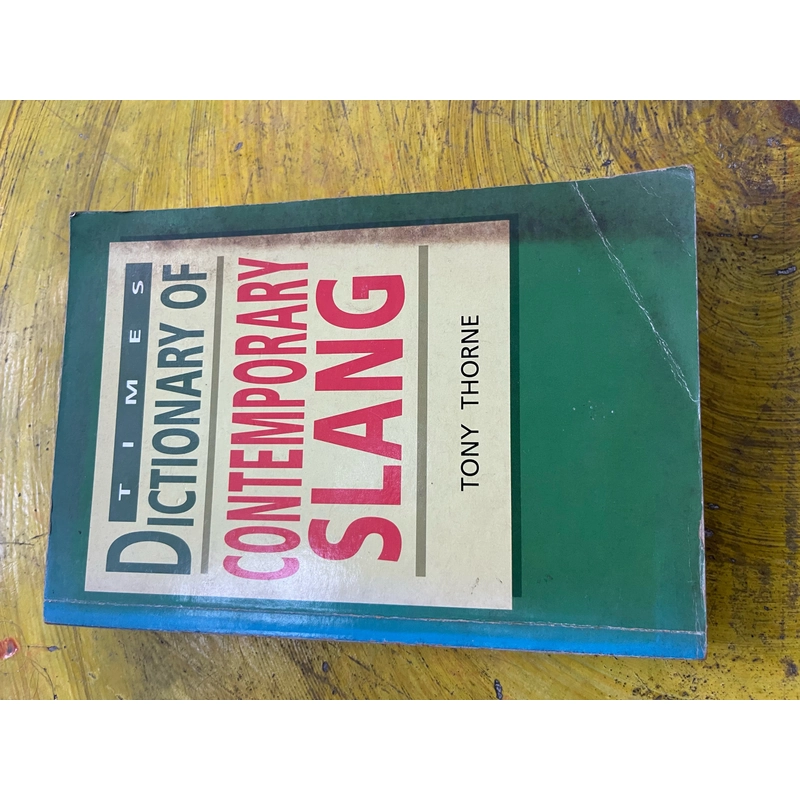 TIMES
DICTIONARY OF
CONTEMPORARY
SLANG
TONY THORNE